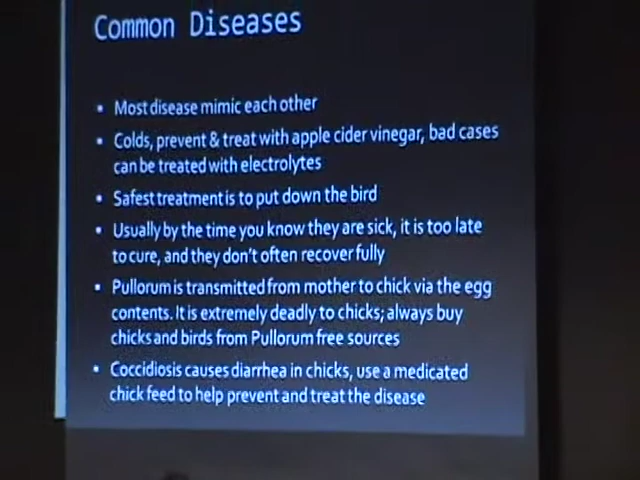 Common Diseases
▪ Most disease mimic each other
▪ Colds, prevent & treat with apple cider vinegar, bad cases
can be treated with electrolytes
▪ Safest treatment is to put down the bird
▪ Usually by the time you know they are sick, it is too late
to cure, and they don't often recover fully
▪ Pullorum is transmitted from mother to chick via the egg
contents. It is extremely deadly to chicks; always buy
chicks and birds from Pullorum free sources
▪ Coccidiosis causes diarrhea in chicks, use a medicated
chick feed to help prevent and treat the disease